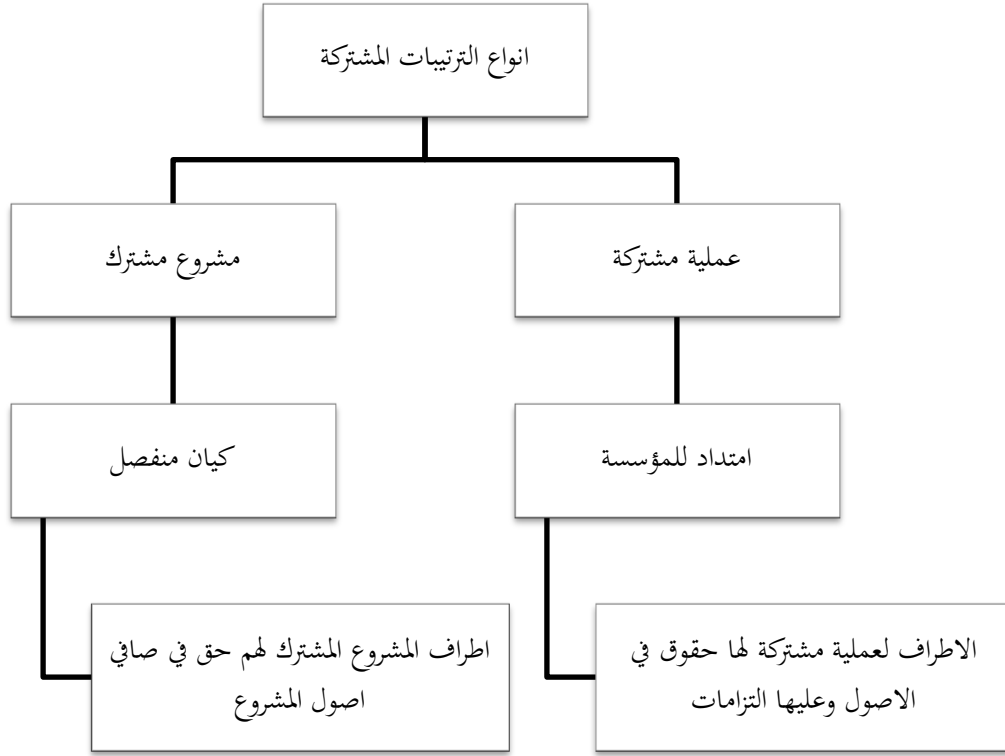 انواع الترتيبات المشتركة
عملية مشتركة
مشروع مشترك
امتداد للمؤسسة
كيان منفصل
الاطراف لعملية مشتركة لها حقوق في
الاصول وعليها التزامات
اطراف المشروع المشترك لهم حق في صافي
اصول المشروع